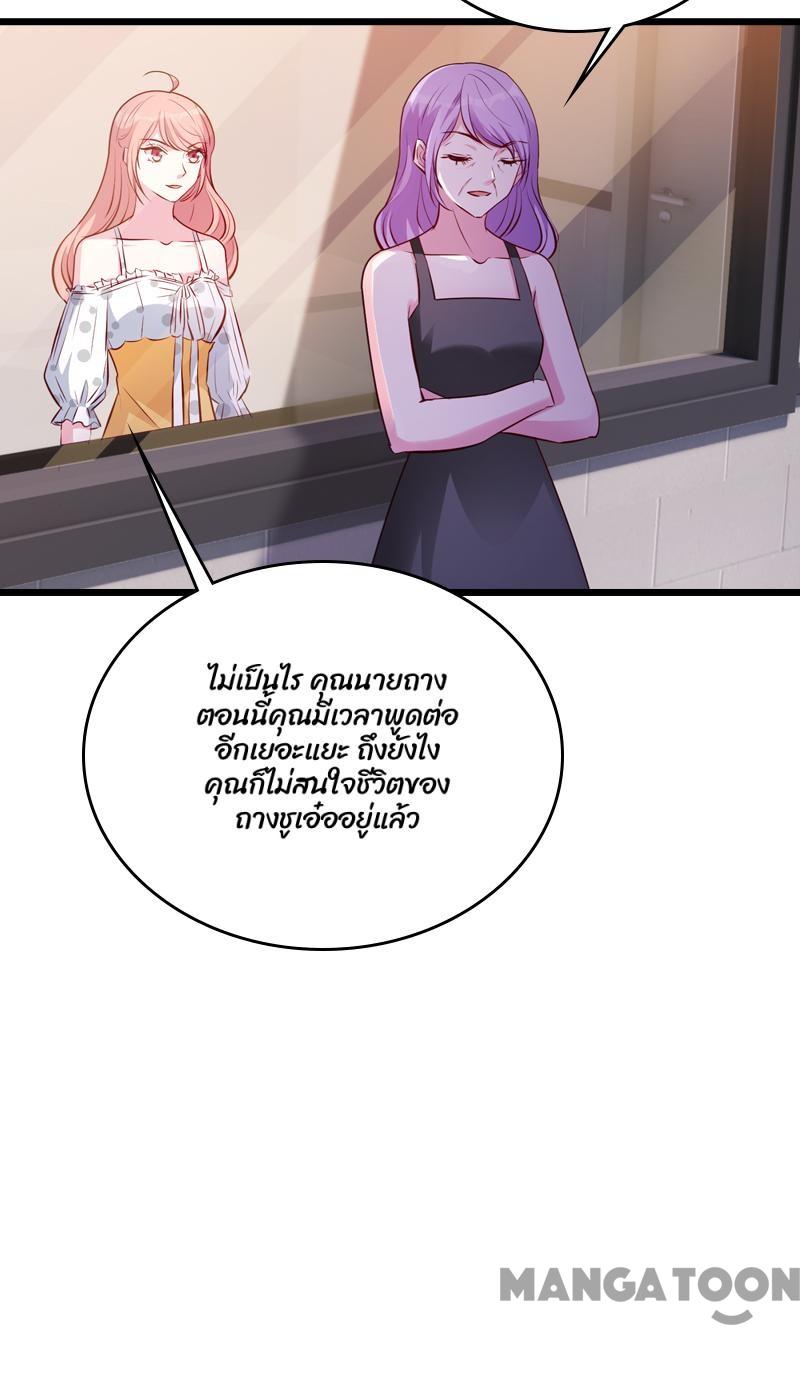 ไม่เป็นไร คุณนายถาง
ตอนนี้คุณมีเวลาพูดต่อ
อีกเยอะแยะ ถึงยังไง
คุณก็ไม่สนใจชีวิตของ
ถางชูเอ๋ออยู่แล้ว
MANGATOON